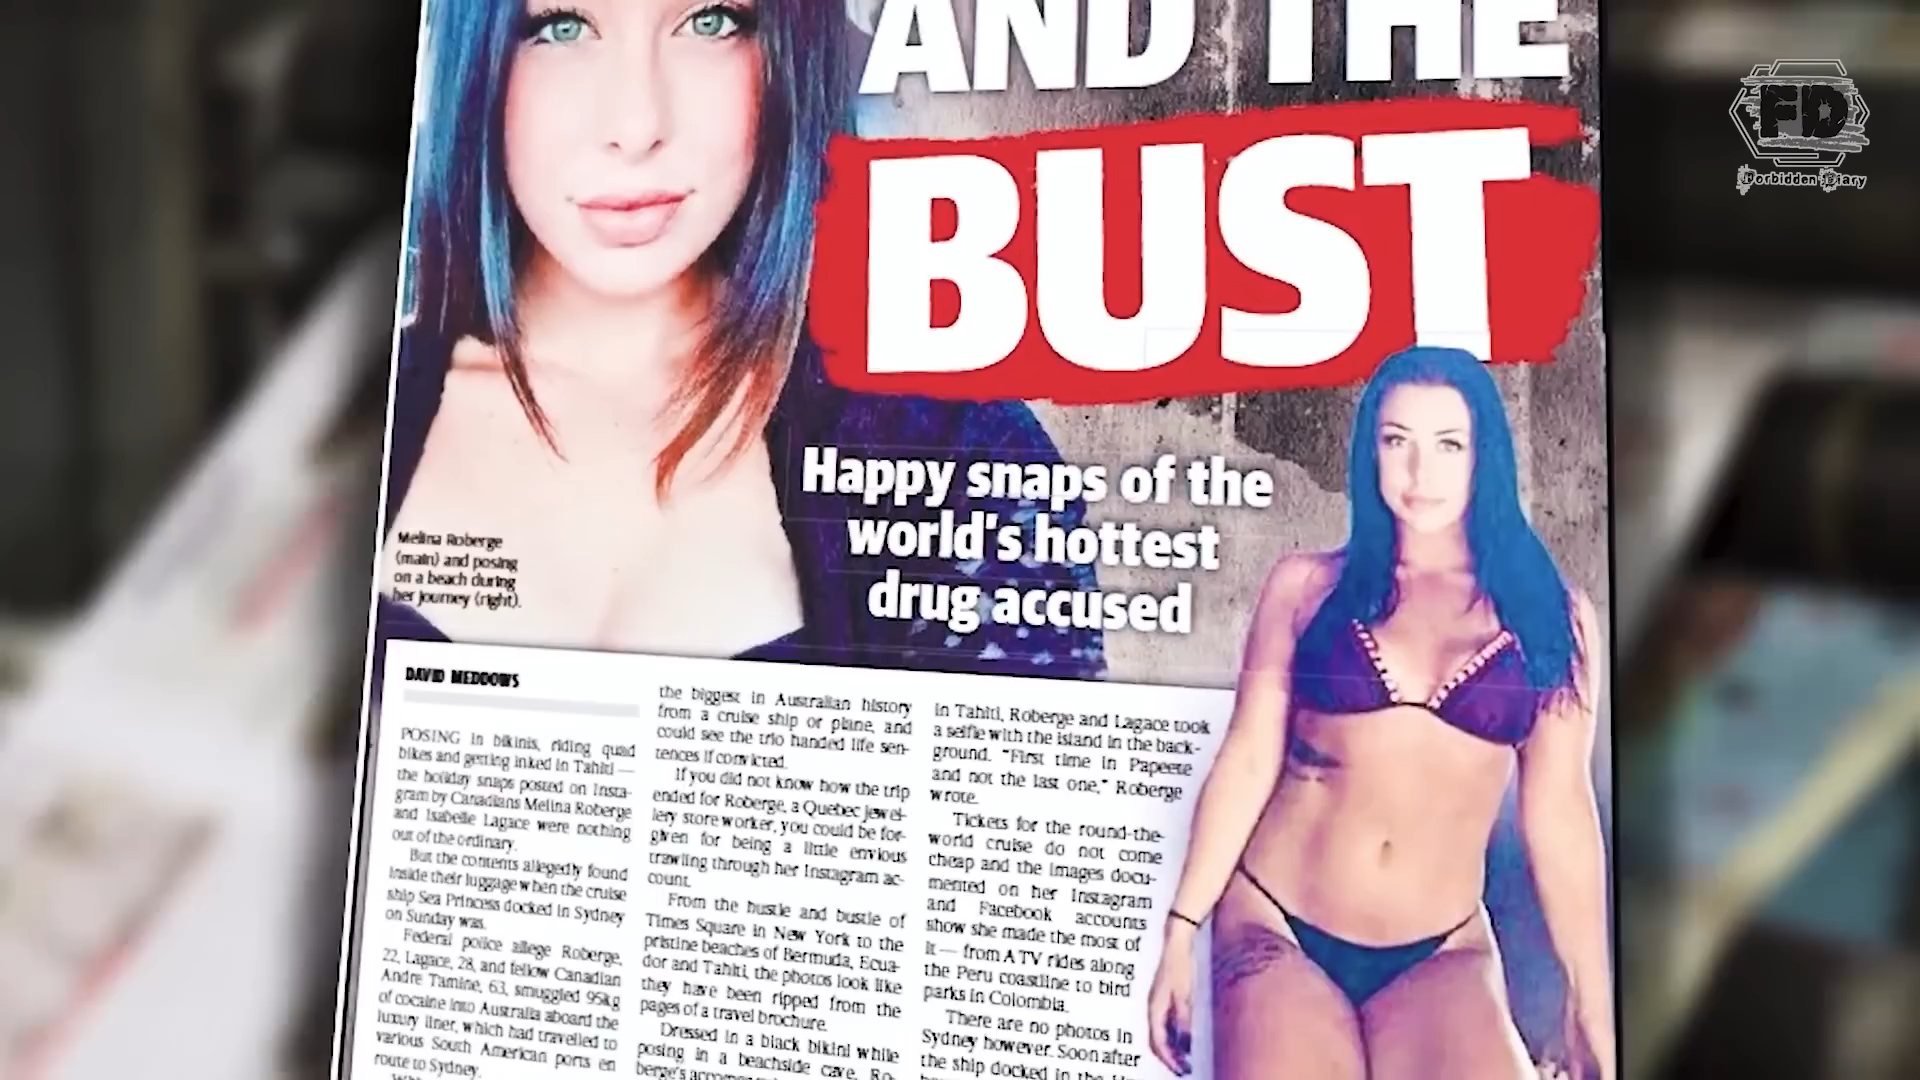 AND THE
BUST
FD
Forbidden Diary
Happy snaps of the
world's hottest
drug accused
Melina Roberge
(main) and posing
on a beach during
her journey (right).
DAVID MEDDOWS
POSING in bikinis, riding quad
bikes and getting inked in Tahiti —
the holiday snaps posted on Insta-
gram by Canadians Melina Roberge
and Isabelle Lagace were nothing
out of the ordinary.
But the contents allegedly found
inside their luggage when the cruise
ship Sea Princess docked in Sydney
on Sunday was.
Federal police allege Roberge,
22, Lagace, 28, and fellow Canadian
Andre Tamine, 63, smuggled 95kg
of cocaine into Australia aboard the
luxury liner, which had travelled to
various South American ports en
route to Sydney.
the biggest in Australian history
from a cruise ship or plane, and
could see the trio handed life sen-
tences if convicted.
If you did not know how the trip
ended for Roberge, a Quebec jewel-
lery store worker, you could be for-
given for being a little envious
trawling through her Instagram ac-
count.
From the hustle and bustle of
Times Square in New York to the
pristine beaches of Bermuda, Ecua-
dor and Tahiti, the photos look like
they have been ripped from the
pages of a travel brochure.
Dressed in a black bikini while
posing in a beachside cave, Ro-
berge's
in Tahiti, Roberge and Lagace took
a selfie with the island in the back-
ground. "First time in Papeete
and not the last one," Roberge
wrote.
Tickets for the round-the-
world cruise do not come
cheap and the images docu-
mented on her Instagram
and Facebook accounts
show she made the most of
it — from ATV rides along
the Peru coastline to bird
parks in Colombia.
There are no photos in
Sydney however. Soon after
the ship docked in the